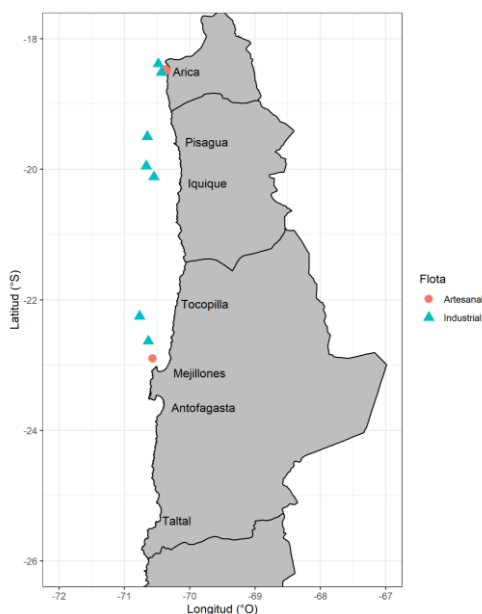 -18
-20
-22
-24
-26
Latitud (°S)
Arica
Pisagua
Iquique
Tocopilla
Mejillones
Antofagasta
Taltal
Flota
Artesanal
Industrial
-72 -71 -70 -69 -68 -67
Longitud (°O)